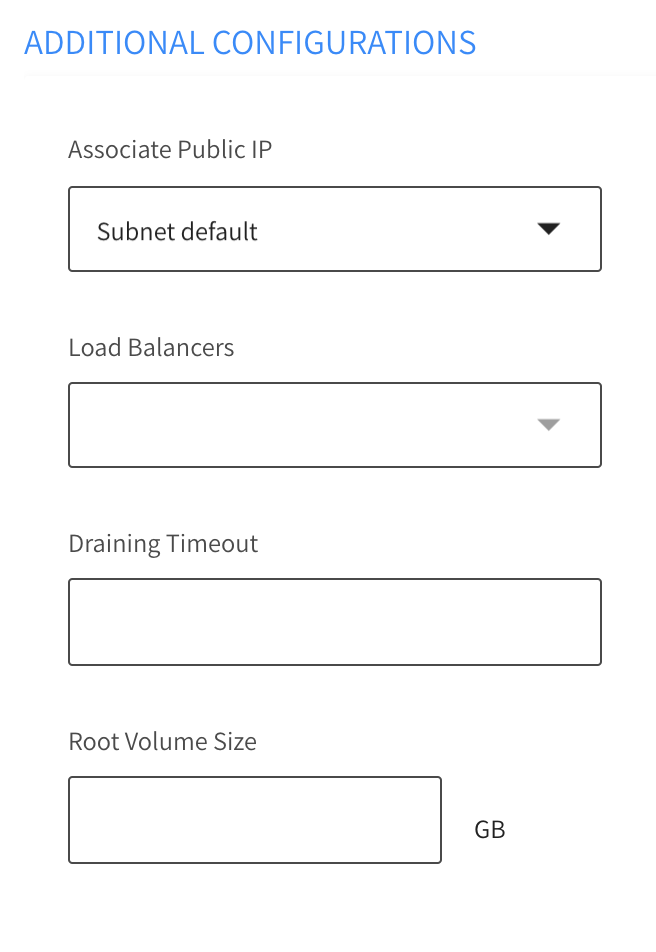 ADDITIONAL CONFIGURATIONS
Associate Public IP
Subnet default
Load Balancers
Draining Timeout
Root Volume Size
GB